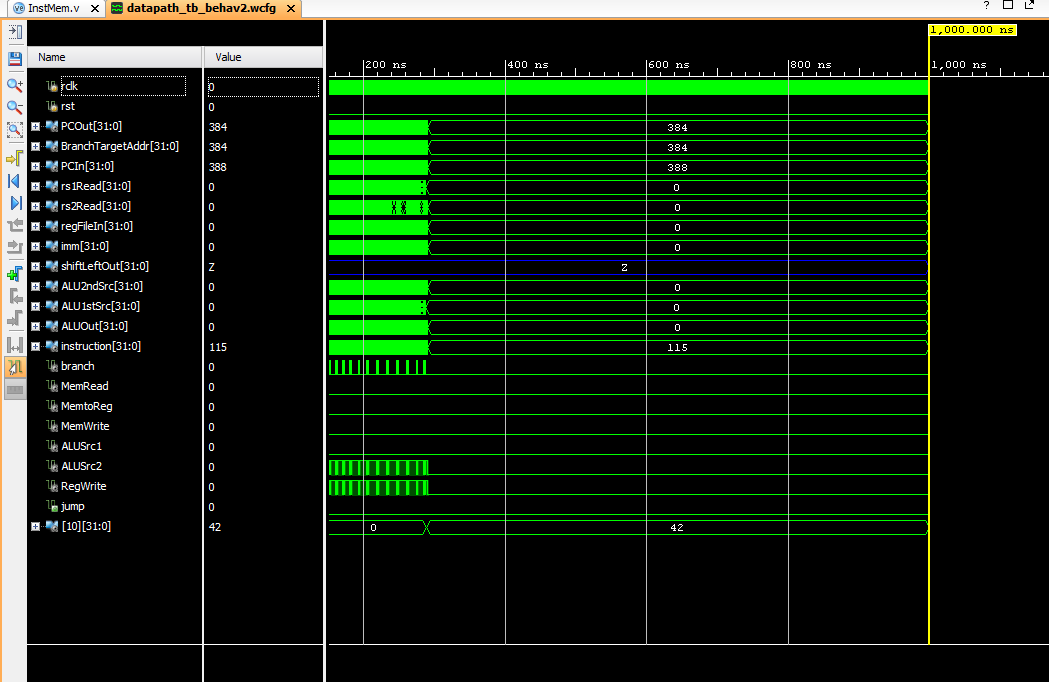 InstMem.v
datapath_tb_behav2.wcfg
?
1,000.000 ns
Name Value
200 ns 400 ns 600 ns 800 ns 1,000 ns
rclk 0
rst 0
PCOut[31:0] 384 384
BranchTargetAddr[31:0] 384 384
PCIn[31:0] 388 388
rs1Read[31:0] 0 0
rs2Read[31:0] 0 0
regFileIn[31:0] 0 0
imm[31:0] 0 0
shiftLeftOut[31:0] Z Z
ALU2ndSrc[31:0] 0 0
ALU1stSrc[31:0] 0 0
ALUOut[31:0] 0 0
instruction[31:0] 115 115
branch 0
MemRead 0
MemtoReg 0
MemWrite 0
ALUSrc1 0
ALUSrc2 0
RegWrite 0
jump 0
[10][31:0] 42 0 42